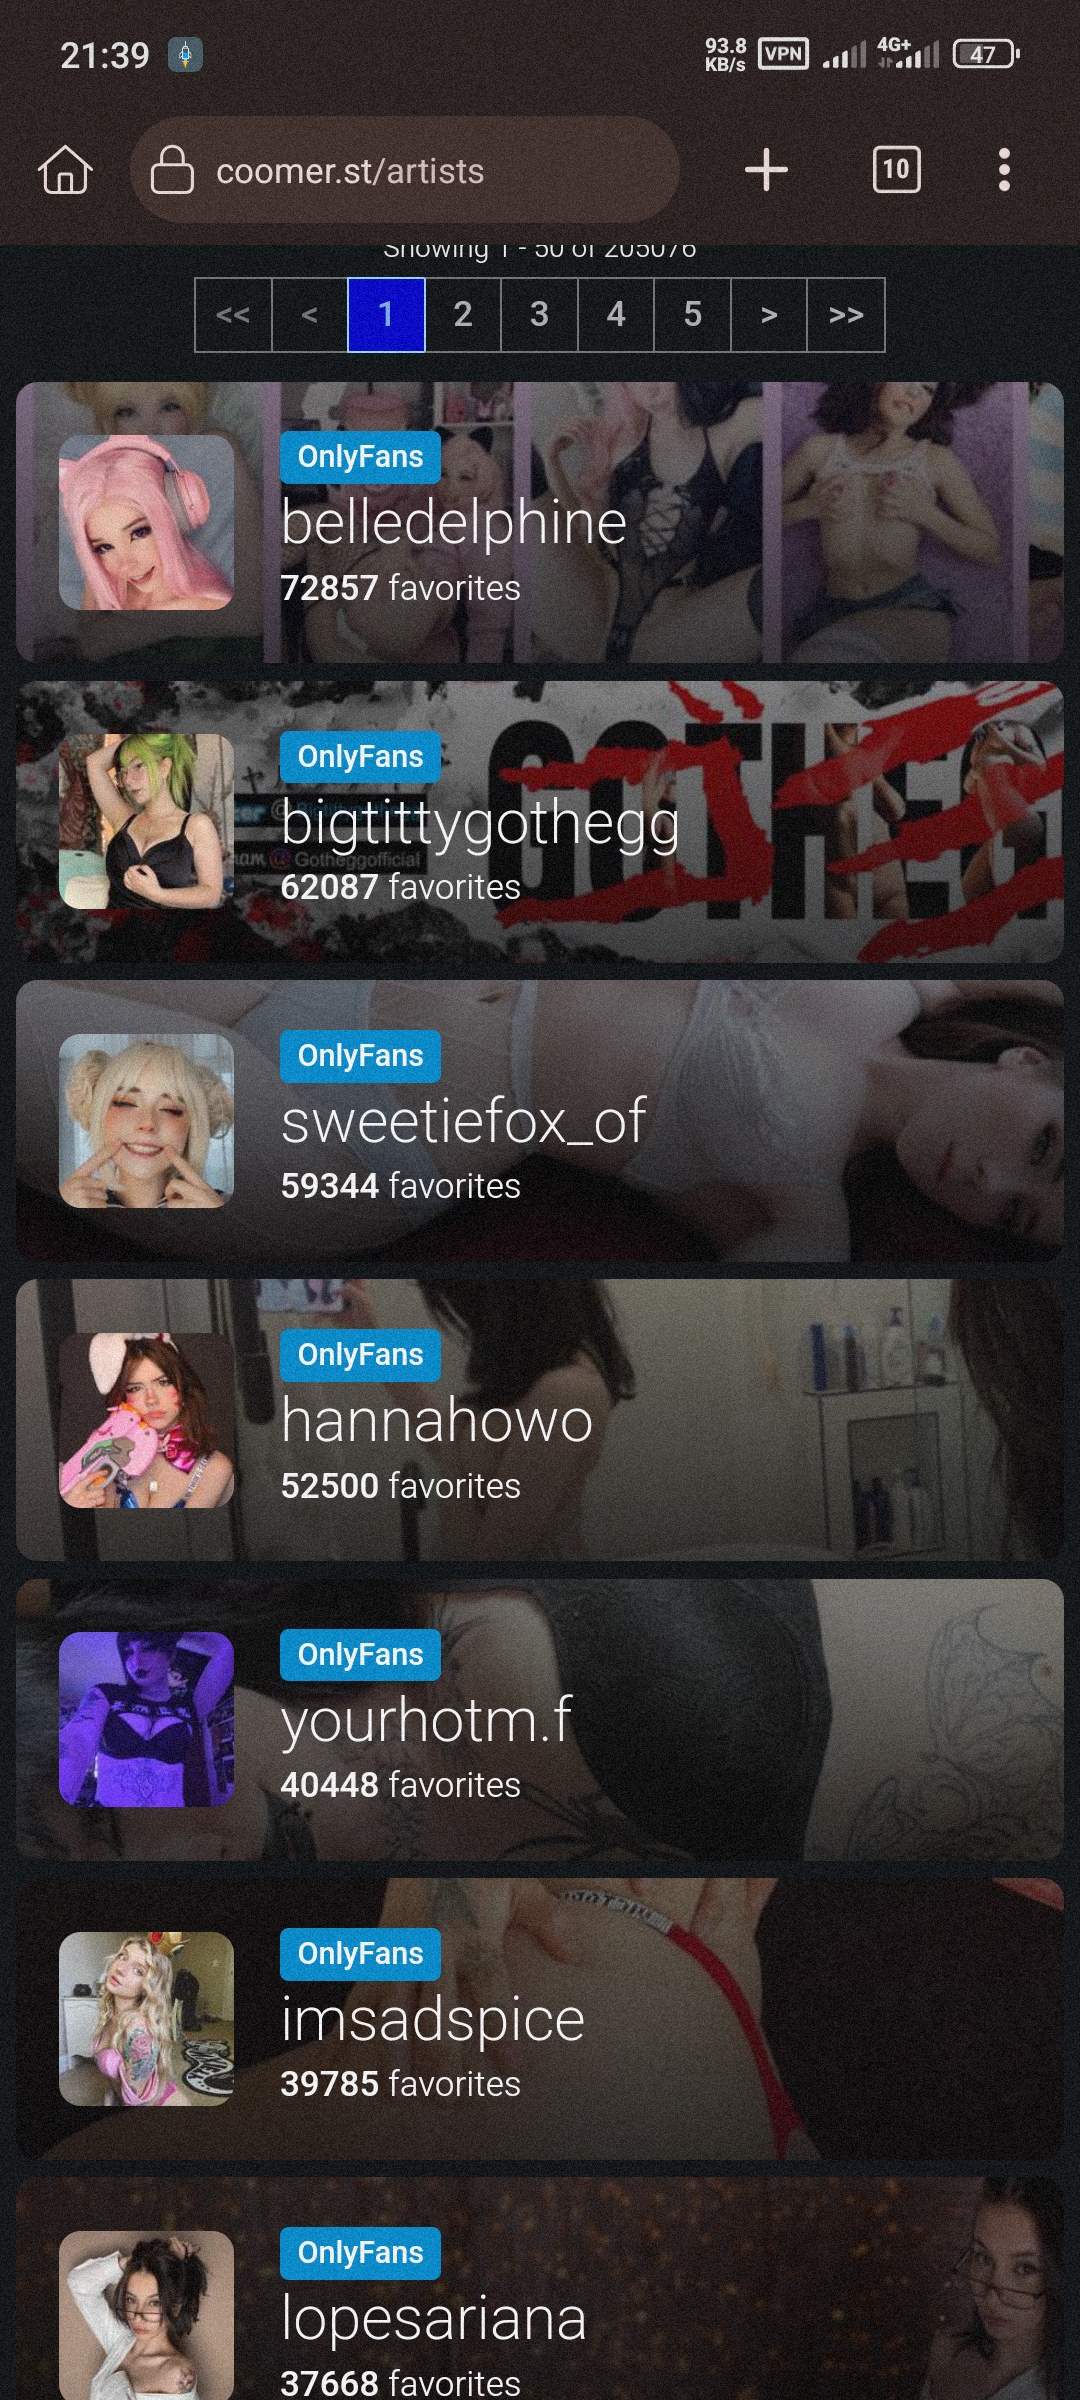 21:39
93.8
KB/s
VPN
4G+
47
coomer.st/artists
10
Showing 1 - 50 of 205076
<< < 1 2 3 4 5 > >>
OnlyFans
belledelphine
72857 favorites
GOTHEG
OnlyFans
bigtittygothegg
@Gotheggofficial
62087 favorites
OnlyFans
sweetiefox_of
59344 favorites
OnlyFans
hannahowo
52500 favorites
OnlyFans
yourhotm.f
40448 favorites
OnlyFans
imsadspice
39785 favorites
OnlyFans
lopesariana
37668 favorites